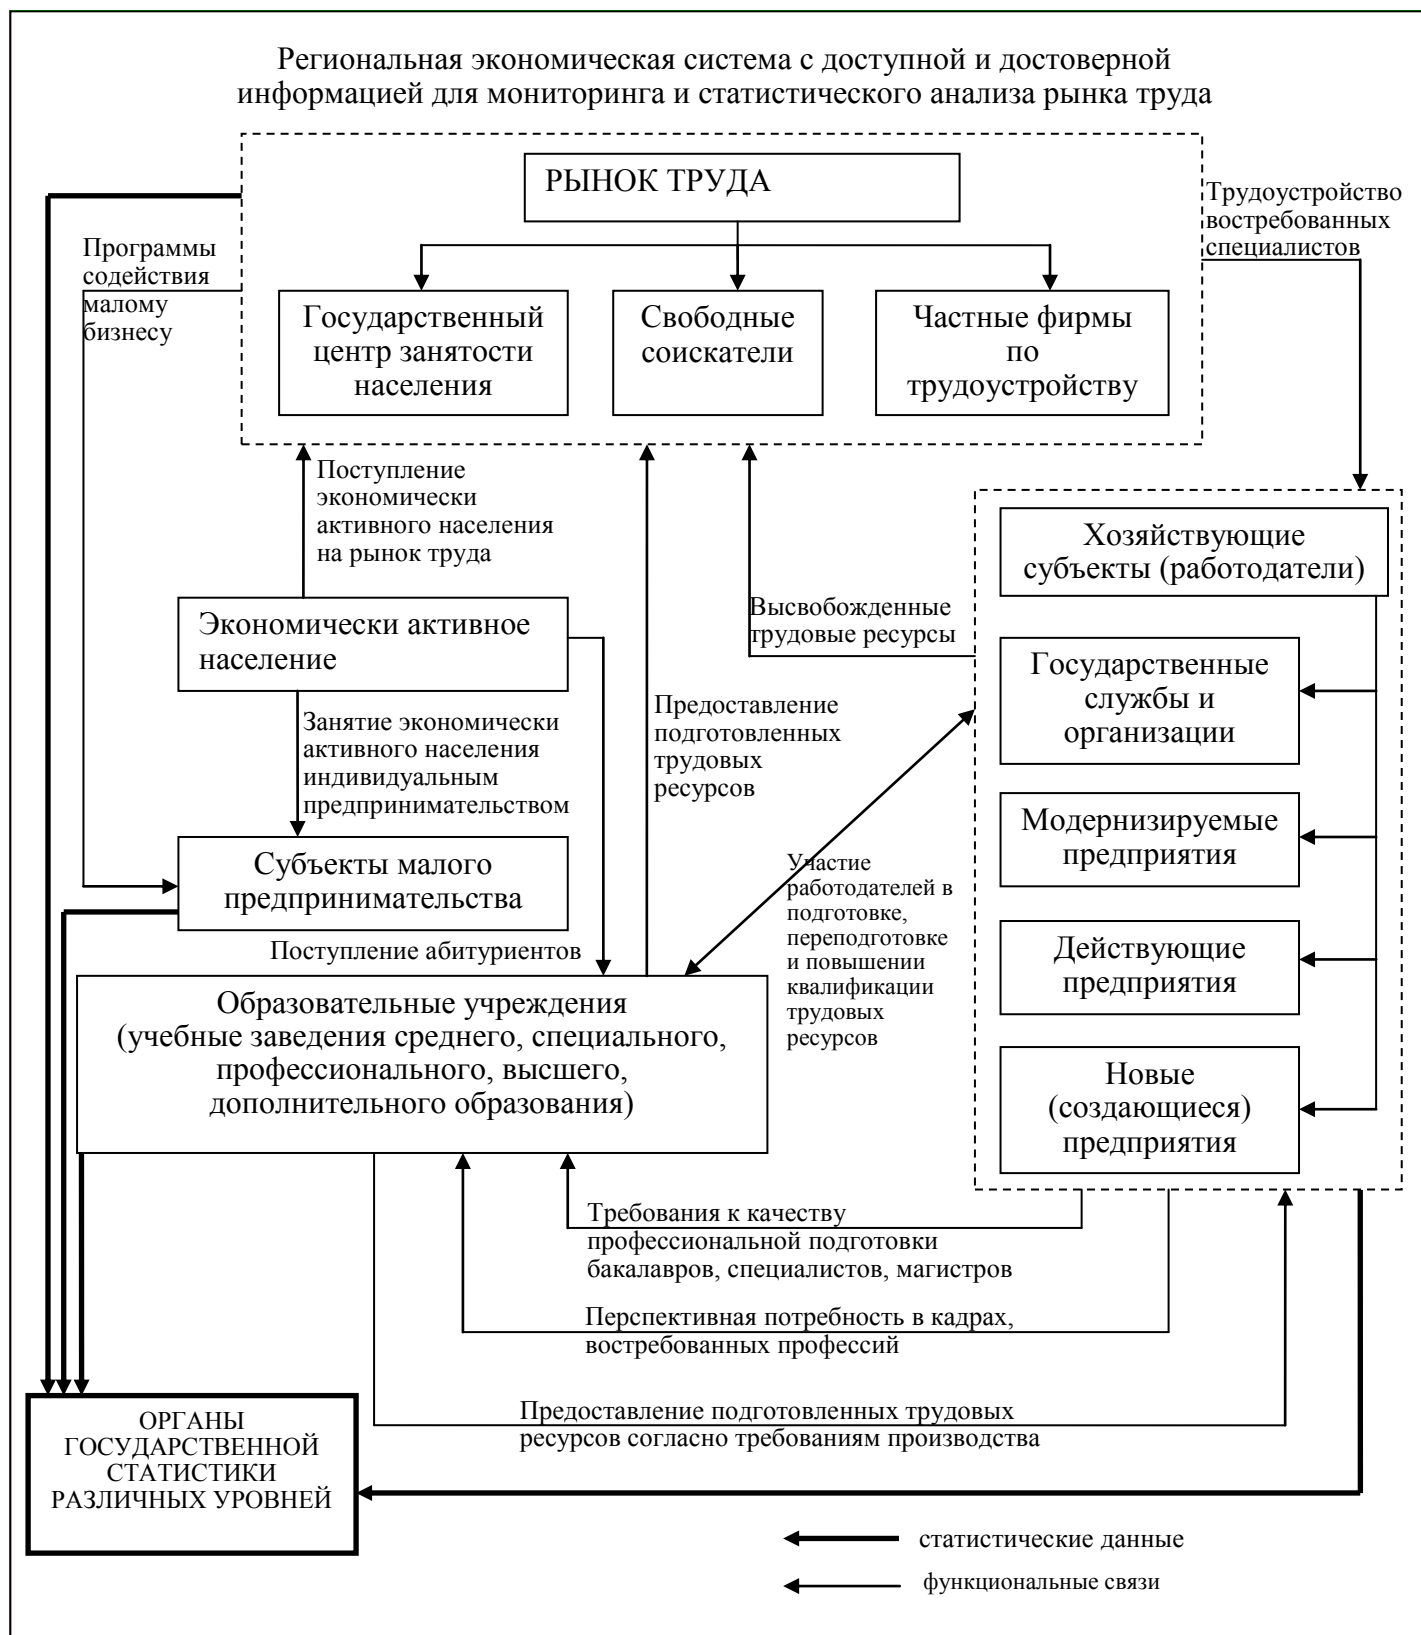 Региональная экономическая система с доступной и достоверной
информацией для мониторинга и статистического анализа рынка труда
РЫНОК ТРУДА
Трудоустройство
востребованных
специалистов
Программы
содействия
малому
бизнесу
Государственный
центр занятости
населения
Свободные
соискатели
Частные фирмы
по
трудоустройству
Поступление
экономически
активного населения
на рынок труда
Хозяйствующие
субъекты (работодатели)
Высвобожденные
трудовые ресурсы
Экономически активное
население
Государственные
службы и
организации
Предоставление
подготовленных
трудовых
ресурсов
Занятие экономически
активного населения
индивидуальным
предпринимательством
Модернизируемые
предприятия
Субъекты малого
предпринимательства
Участие
работодателей в
подготовке,
переподготовке
и повышении
квалификации
трудовых
ресурсов
Поступление абитуриентов
Действующие
предприятия
Образовательные учреждения
(учебные заведения среднего, специального,
профессионального, высшего,
дополнительного образования)
Новые
(создающиеся)
предприятия
Требования к качеству
профессиональной подготовки
бакалавров, специалистов, магистров
Перспективная потребность в кадрах,
востребованных профессий
Предоставление подготовленных трудовых
ресурсов согласно требованиям производства
ОРГАНЫ
ГОСУДАРСТВЕННОЙ
СТАТИСТИКИ
РАЗЛИЧНЫХ УРОВНЕЙ
статистические данные
функциональные связи